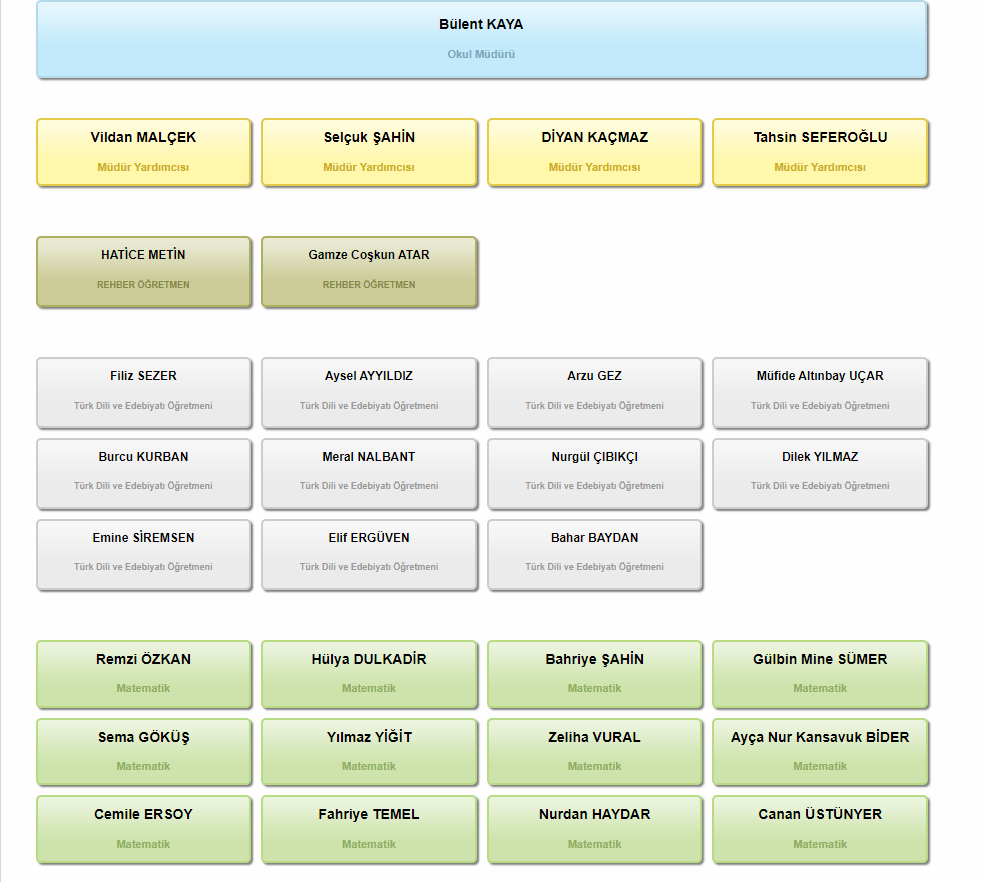 Bülent KAYA
Okul Müdürü
Vildan MALÇEK
Müdür Yardımcısı
Selçuk ŞAHİN
Müdür Yardımcısı
DİYAN KAÇMAZ
Müdür Yardımcısı
Tahsin SEFEROĞLU
Müdür Yardımcısı
HATİCE METİN
REHBER ÖĞRETMEN
Gamze Coşkun ATAR
REHBER ÖĞRETMEN
Filiz SEZER
Türk Dili ve Edebiyatı Öğretmeni
Aysel AYYILDIZ
Türk Dili ve Edebiyatı Öğretmeni
Arzu GEZ
Türk Dili ve Edebiyatı Öğretmeni
Müfide Altınbay UÇAR
Türk Dili ve Edebiyatı Öğretmeni
Burcu KURBAN
Türk Dili ve Edebiyatı Öğretmeni
Meral NALBANT
Türk Dili ve Edebiyatı Öğretmeni
Nurgül ÇIBIKÇI
Türk Dili ve Edebiyatı Öğretmeni
Dilek YILMAZ
Türk Dili ve Edebiyatı Öğretmeni
Emine SİREMSEN
Türk Dili ve Edebiyatı Öğretmeni
Elif ERGÜVEN
Türk Dili ve Edebiyatı Öğretmeni
Bahar BAYDAN
Türk Dili ve Edebiyatı Öğretmeni
Remzi ÖZKAN
Matematik
Hülya DULKADİR
Matematik
Bahriye ŞAHİN
Matematik
Gülbin Mine SÜMER
Matematik
Sema GÖKÜŞ
Matematik
Yılmaz YİĞİT
Matematik
Zeliha VURAL
Matematik
Ayça Nur Kansavuk BİDER
Matematik
Cemile ERSOY
Matematik
Fahriye TEMEL
Matematik
Nurdan HAYDAR
Matematik
Canan ÜSTÜNYER
Matematik